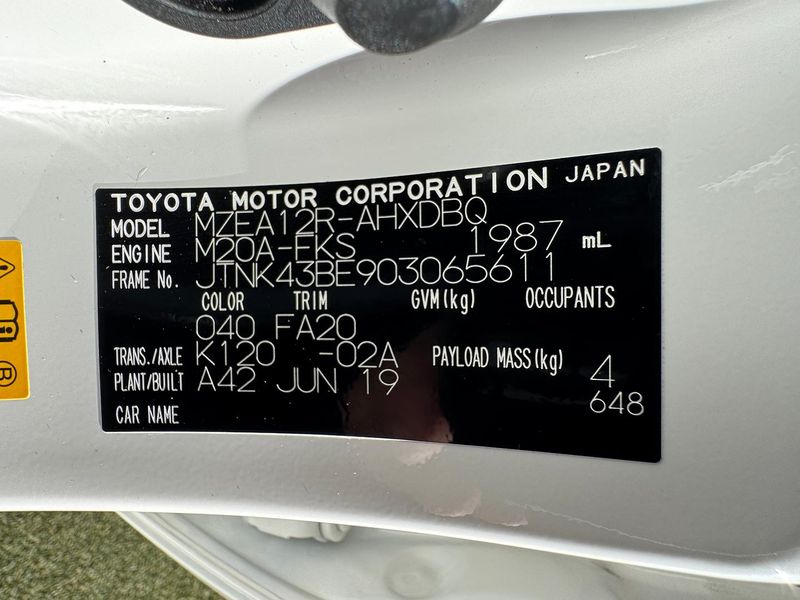 TOYOTA MOTOR CORPORATION JAPAN
MODEL MZEA12R-AHXDBQ
ENGINE M20A-FKS 1987 mL
FRAME No. JTNK43BE903065611
COLOR TRIM GVM(kg) OCCUPANTS
040 FA20
TRANS./AXLE K120 -02A PAYLOAD MASS(kg) 4
PLANT/BUILT A42 JUN 19 648
CAR NAME
R